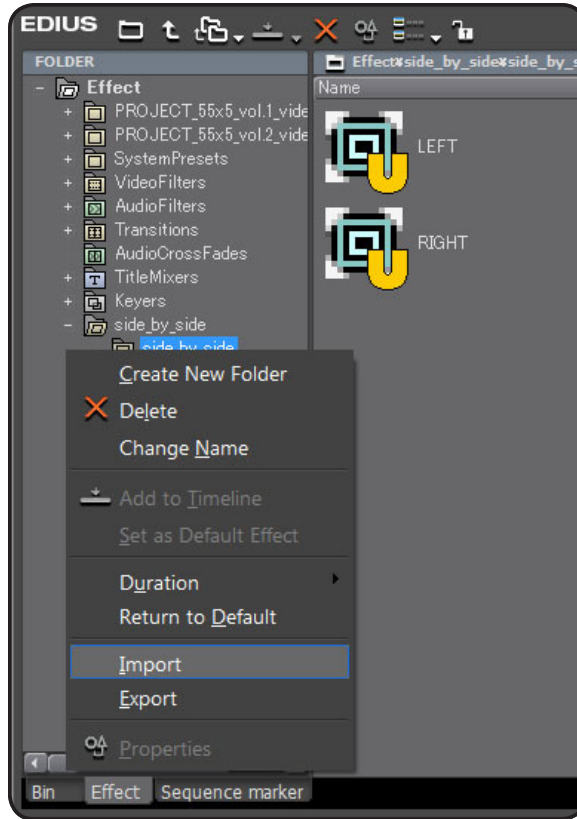 EDIUS
FOLDER
Effect¥side_by_side¥side_by_s
Name
Effect
PROJECT_55x5_vol.1_vide
PROJECT_55x5_vol.2_vide
SystemPresets
VideoFilters
AudioFilters
Transitions
AudioCrossFades
TitleMixers
Keyers
side_by_side
side_by_side
LEFT
RIGHT
Create New Folder
Delete
Change Name
Add to Timeline
Set as Default Effect
Duration
Return to Default
Import
Export
Properties
Bin Effect Sequence marker